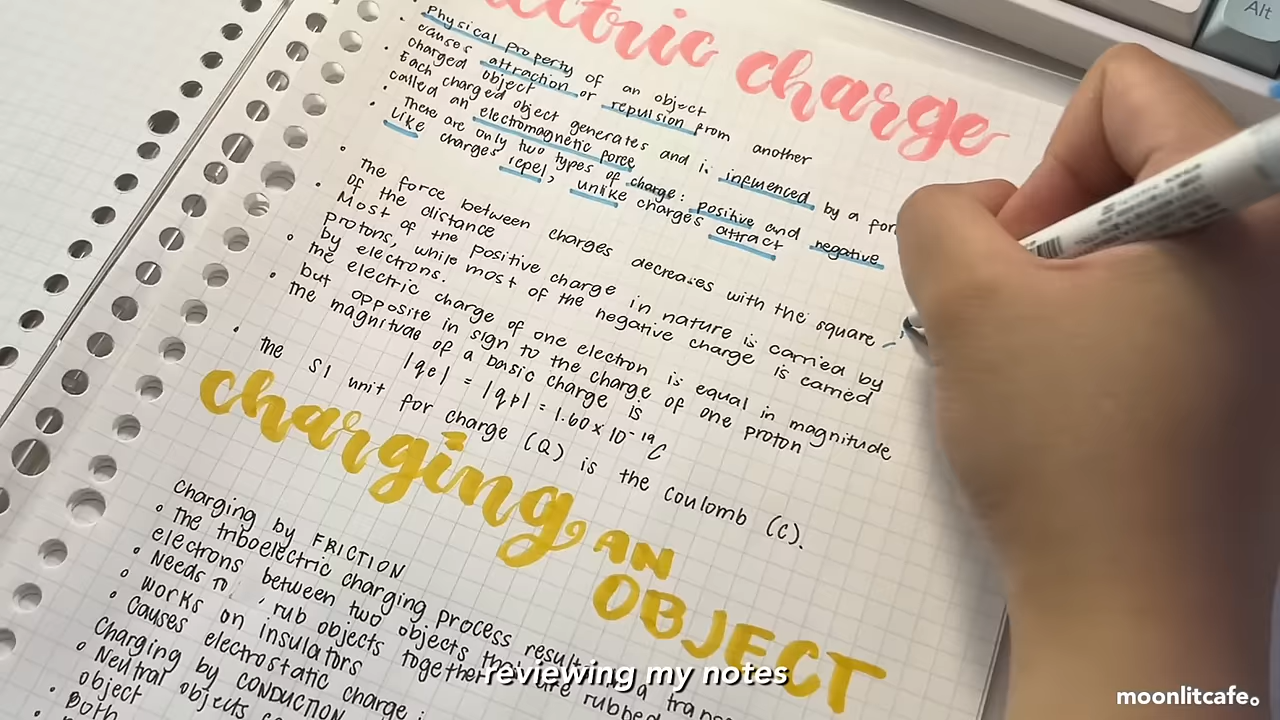 electric charge
• Physical property of an object
causes attraction or repulsion from another
charged object
• Each charged object generates and is influenced by a for
called an electromagnetic force
• There are only two types of charge: positive and negative
Like charges repel, unlike charges attract
• The force between charges decreases with the square
of the distance
• Most of the positive charge in nature is carried by
protons, while most of the negative charge is carried
by electrons.
• the electric charge of one electron is equal in magnitude
but opposite in sign to the charge of one proton
• the magnitude of a basic charge is
|qe| = |qp| = 1.60 x 10⁻¹⁹C
• the SI unit for charge (Q) is the coulomb (C).
charging AN
OBJECT
Charging by FRICTION
• the triboelectric charging process results
electrons between two objects rubbed
• Needs rub objects together
• works on insulators
• Causes electrostatic charge
Charging by CONDUCTION
• Neutral objects
object
• Both
reviewing my notes
moonlitcafe.
Alt